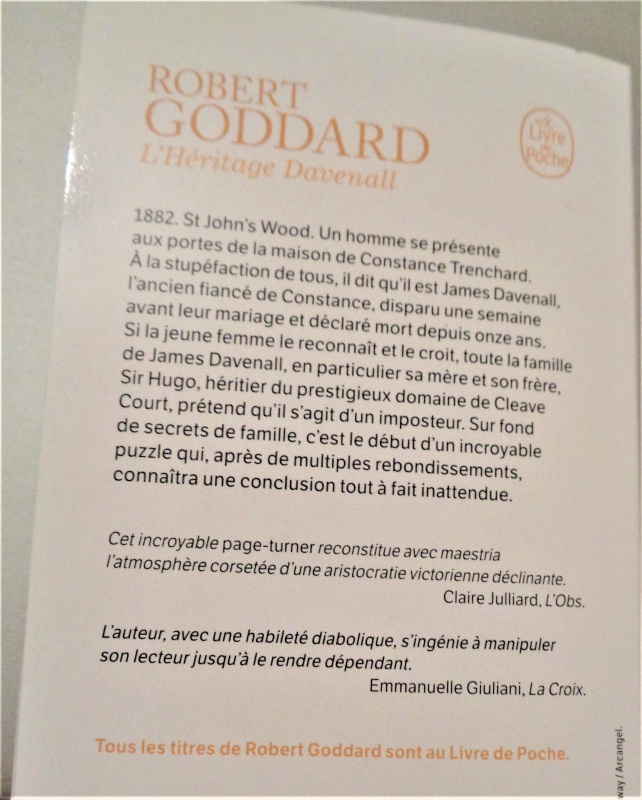 ROBERT
GODDARD
L'Héritage Davenall
Le
Livre
de
Poche
1882. St John's Wood. Un homme se présente
aux portes de la maison de Constance Trenchard.
À la stupéfaction de tous, il dit qu'il est James Davenall,
l'ancien fiancé de Constance, disparu une semaine
avant leur mariage et déclaré mort depuis onze ans.
Si la jeune femme le reconnaît et le croit, toute la famille
de James Davenall, en particulier sa mère et son frère,
Sir Hugo, héritier du prestigieux domaine de Cleave
Court, prétend qu'il s'agit d'un imposteur. Sur fond
de secrets de famille, c'est le début d'un incroyable
puzzle qui, après de multiples rebondissements,
connaîtra une conclusion tout à fait inattendue.
Cet incroyable page-turner reconstitue avec maestria
l'atmosphère corsetée d'une aristocratie victorienne déclinante.
Claire Julliard, L'Obs.
L'auteur, avec une habileté diabolique, s'ingénie à manipuler
son lecteur jusqu'à le rendre dépendant.
Emmanuelle Giuliani, La Croix.
Tous les titres de Robert Goddard sont au Livre de Poche.
way / Arcangel.